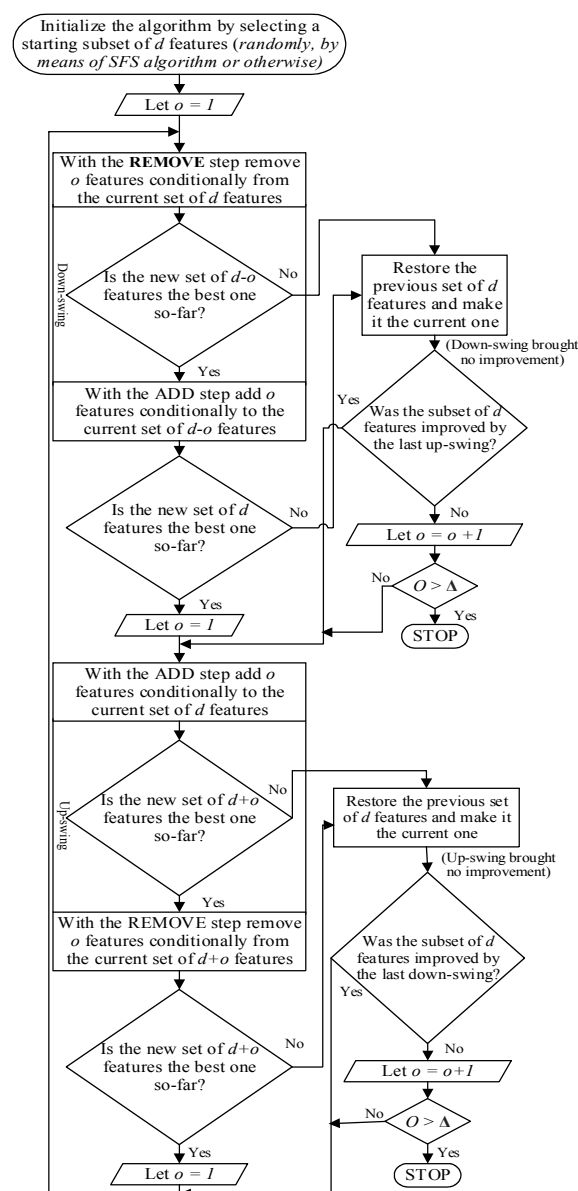 Initialize the algorithm by selecting a
starting subset of d features (randomly, by
means of SFS algorithm or otherwise)
Let o = 1
With the REMOVE step remove
o features conditionally from
the current set of d features
Down-swing
Is the new set of d-o
features the best one
so-far?
No
Yes
Restore the
previous set of d
features and make
it the current one
(Down-swing brought
no improvement)
With the ADD step add o
features conditionally to the
current set of d-o features
Yes
Was the subset of d
features improved by
the last up-swing?
No
Is the new set of d
features the best one
so-far?
No
Yes
Let o = o +1
No
O > Δ
Yes
STOP
Let o = 1
With the ADD step add o
features conditionally to the
current set of d features
Up-swing
Is the new set of d+o
features the best one
so-far?
No
Yes
Restore the previous set
of d features and make it
the current one
(Up-swing brought
no improvement)
With the REMOVE step remove
o features conditionally from
the current set of d+o features
Was the subset of d
features improved by
the last down-swing?
Yes
No
Is the new set of d+o
features the best one
so-far?
No
Yes
Let o = o+1
No
O > Δ
Yes
STOP
Let o = 1